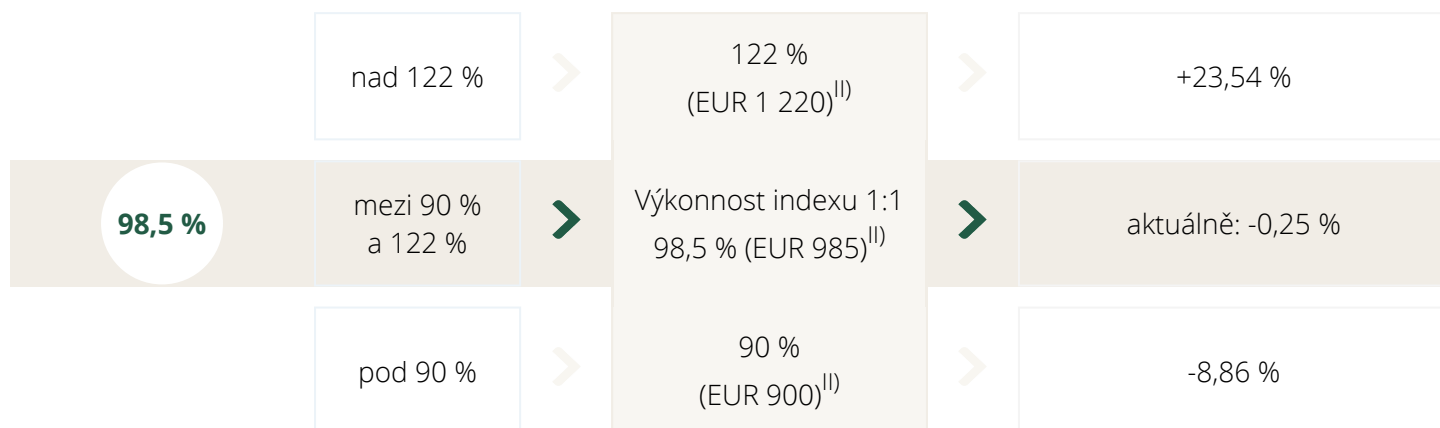 nad 122 %
122 %
(EUR 1 220)II)
+23,54 %
98,5 %
mezi 90 %
a 122 %
Výkonnost indexu 1:1
98,5 % (EUR 985)II)
aktuálně: -0,25 %
pod 90 %
90 %
(EUR 900)II)
-8,86 %